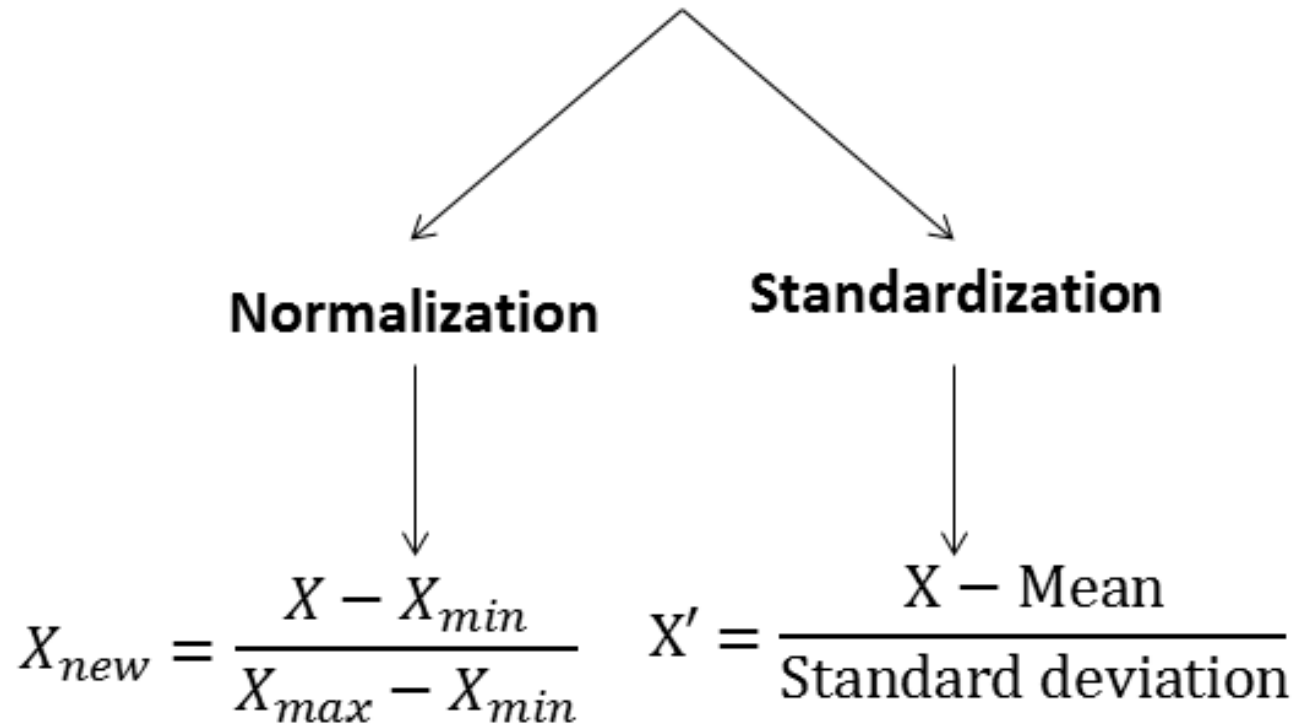 Normalization
Standardization
X_new = (X − X_min) / (X_max − X_min)
X′ = (X − Mean) / (Standard deviation)